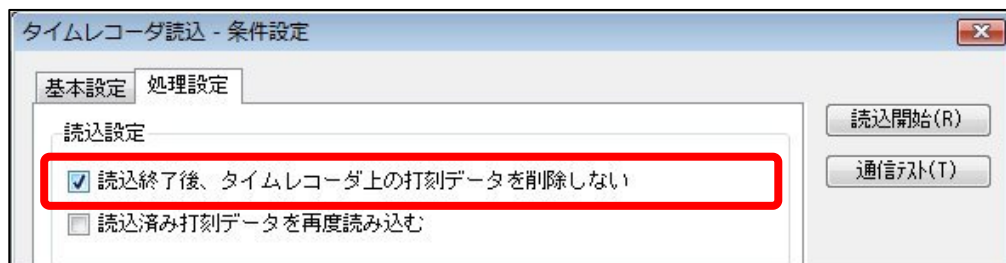 タイムレコーダ読込 - 条件設定
基本設定 処理設定
読込設定
読込終了後、タイムレコーダ上の打刻データを削除しない
読込済み打刻データを再度読み込む
読込開始(R)
通信テスト(T)